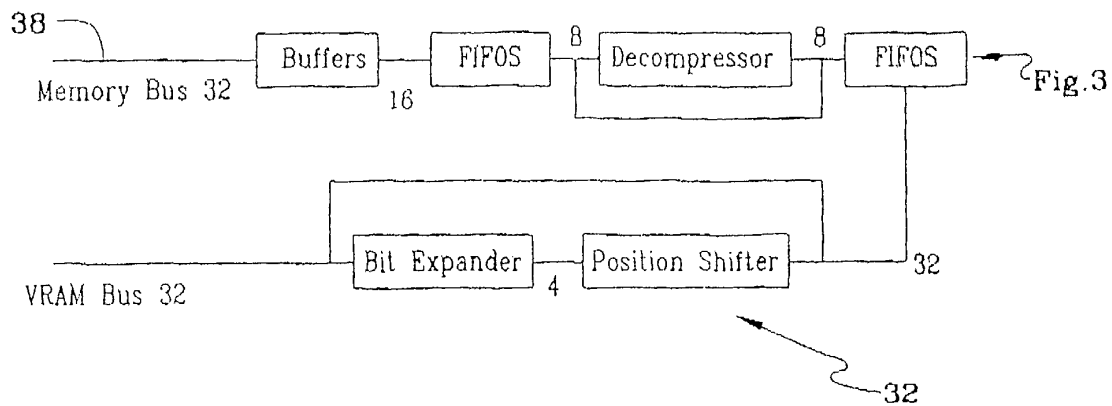 38
Buffers
FIFOS
8
Decompressor
8
FIFOS
Memory Bus 32
16
Fig.3
Bit Expander
Position Shifter
32
VRAM Bus 32
4
32